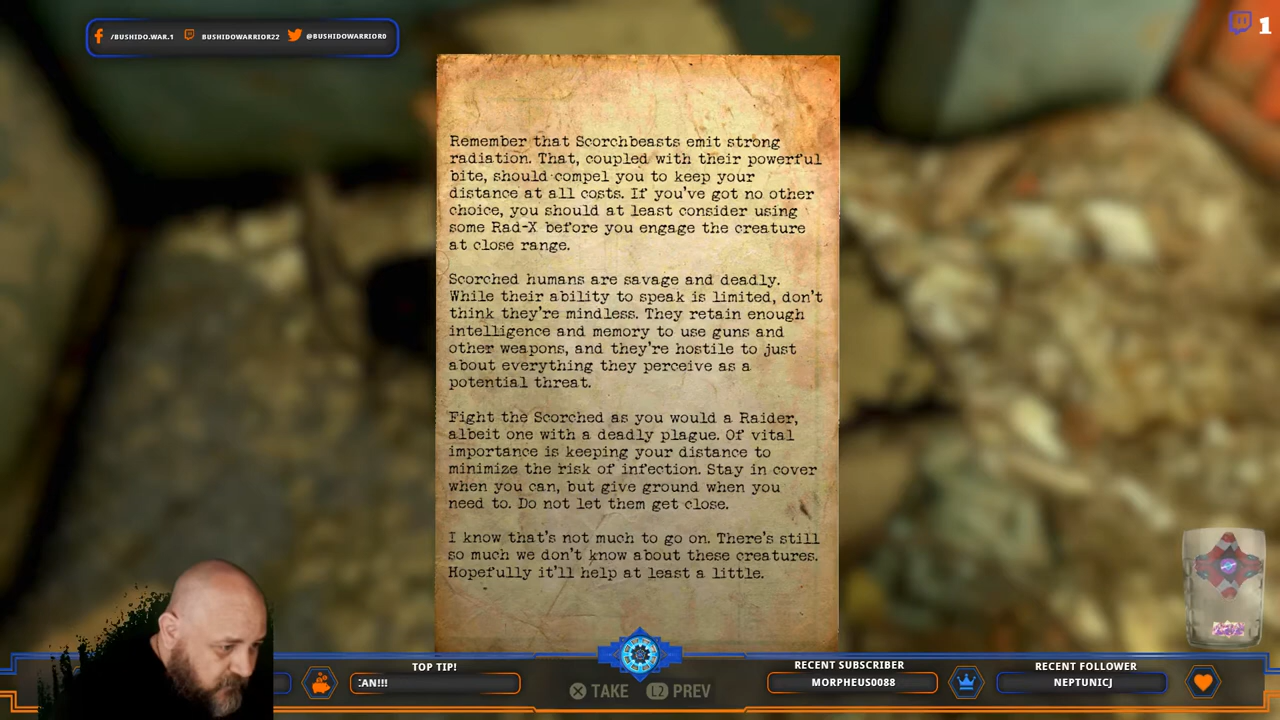 /BUSHIDO.WAR.1 BUSHIDOWARRIOR22 @BUSHIDOWARRIOR0
1
Remember that Scorchbeasts emit strong
radiation. That, coupled with their powerful
bite, should compel you to keep your
distance at all costs. If you've got no other
choice, you should at least consider using
some Rad-X before you engage the creature
at close range.
Scorched humans are savage and deadly.
While their ability to speak is limited, don't
think they're mindless. They retain enough
intelligence and memory to use guns and
other weapons, and they're hostile to just
about everything they perceive as a
potential threat.
Fight the Scorched as you would a Raider,
albeit one with a deadly plague. Of vital
importance is keeping your distance to
minimize the risk of infection. Stay in cover
when you can, but give ground when you
need to. Do not let them get close.
I know that's not much to go on. There's still
so much we don't know about these creatures.
Hopefully it'll help at least a little.
TOP TIP!
AN!!!
TAKE L2 PREV
RECENT SUBSCRIBER
MORPHEUS0088
RECENT FOLLOWER
NEPTUNICJ